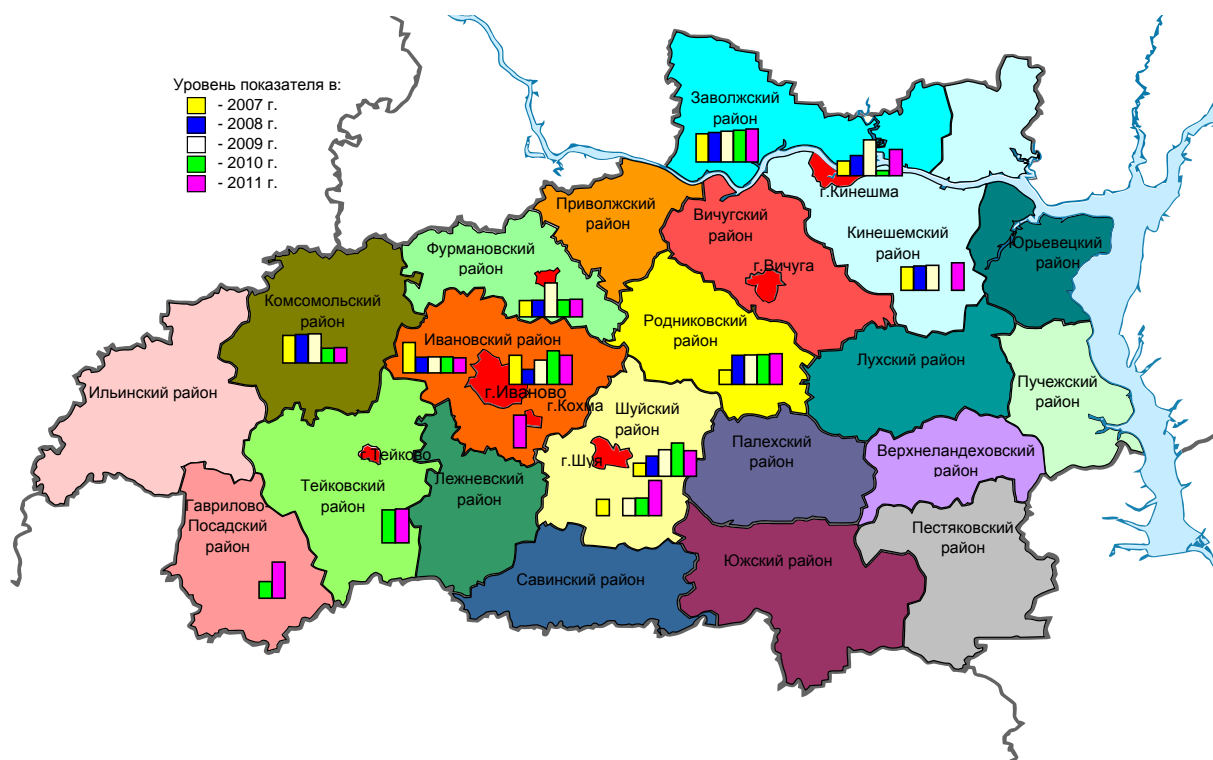 Уровень показателя в:
- 2007 г.
- 2008 г.
- 2009 г.
- 2010 г.
- 2011 г.
Заволжский
район
г.Кинешма
Приволжский
район
Вичугский
район
Кинешемский
район
Юрьевецкий
район
Фурмановский
район
г.Вичуга
Комсомольский
район
Ивановский район
Родниковский
район
Лухский район
Пучежский
район
Ильинский район
г.Иваново
г.Кохма
Шуйский
район
Палехский
район
Верхнеландеховский
район
г.Тейково
г.Шуя
Лежневский
район
Тейковский
район
Гаврилово-
Посадский
район
Пестяковский
район
Савинский район
Южский район